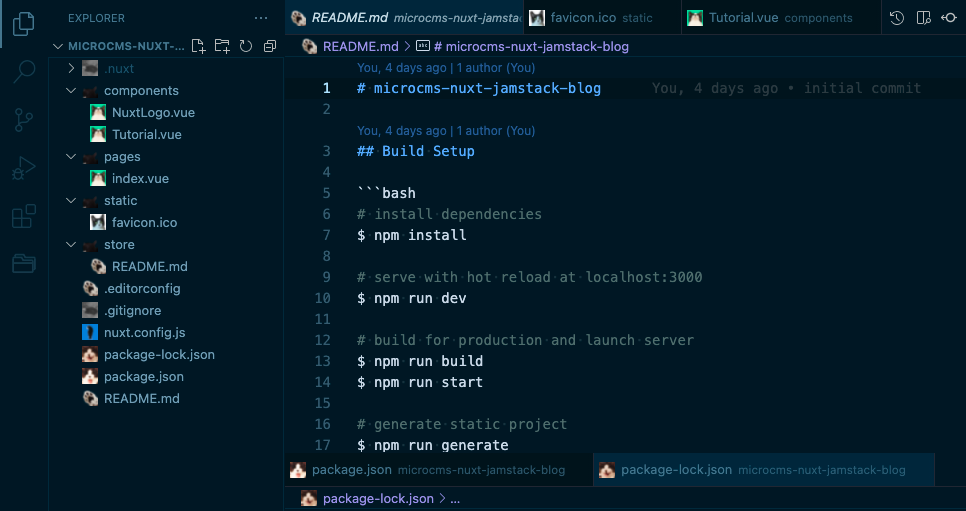 EXPLORER
MICROCMS-NUXT-...
.nuxt
components
NuxtLogo.vue
Tutorial.vue
pages
index.vue
static
favicon.ico
store
README.md
.editorconfig
.gitignore
nuxt.config.js
package-lock.json
package.json
README.md
README.md microcms-nuxt-jamsta
favicon.ico static
Tutorial.vue components
README.md > # microcms-nuxt-jamstack-blog
You, 4 days ago | 1 author (You)
1 # microcms-nuxt-jamstack-blog You, 4 days ago • initial commit
2
You, 4 days ago | 1 author (You)
3 ## Build Setup
4
5 ```bash
6 # install dependencies
7 $ npm install
8
9 # serve with hot reload at localhost:3000
10 $ npm run dev
11
12 # build for production and launch server
13 $ npm run build
14 $ npm run start
15
16 # generate static project
17 $ npm run generate
package.json microcms-nuxt-jamstack-blog
package-lock.json microcms-nuxt-jamstack-blog
package-lock.json > ...